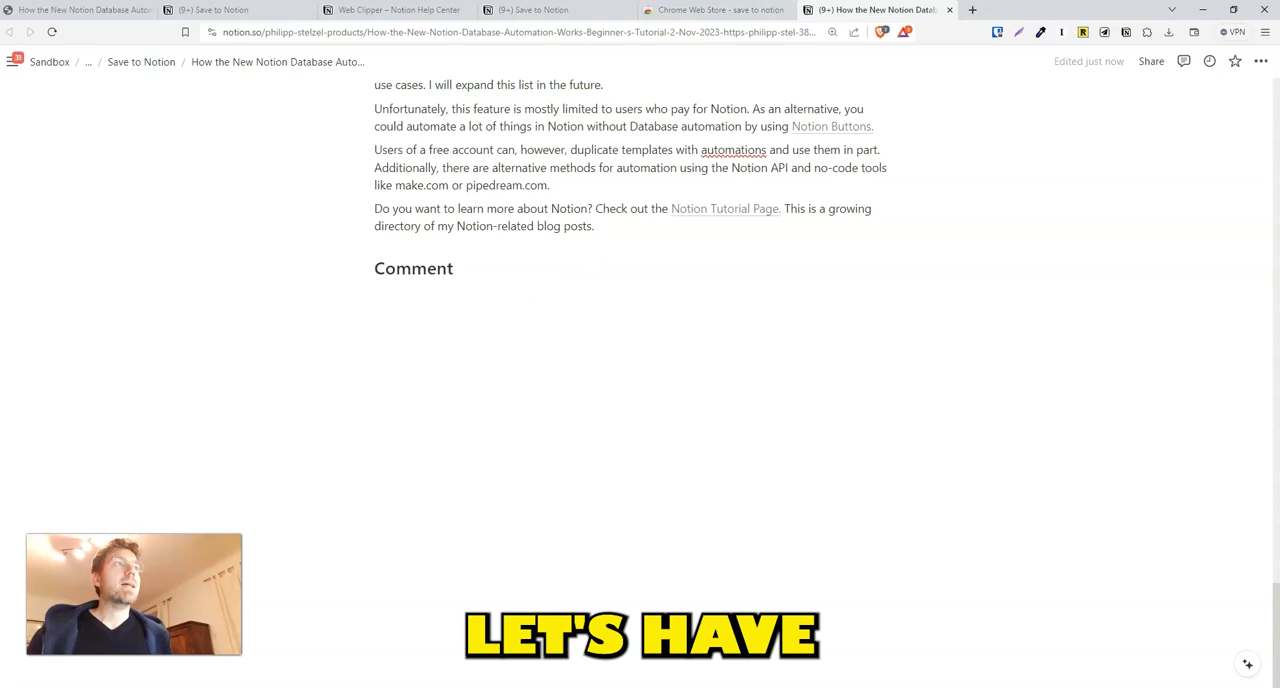 How the New Notion Database Autom
(9+) Save to Notion
Web Clipper – Notion Help Center
(9+) Save to Notion
Chrome Web Store - save to notion
(9+) How the New Notion Datab
notion.so/philipp-stelzel-products/How-the-New-Notion-Database-Automation-Works-Beginner-s-Tutorial-2-Nov-2023-https-philipp-stel-38...
VPN
31
Sandbox / ... / Save to Notion / How the New Notion Database Auto...
Edited just now
Share
use cases. I will expand this list in the future.
Unfortunately, this feature is mostly limited to users who pay for Notion. As an alternative, you
could automate a lot of things in Notion without Database automation by using Notion Buttons.
Users of a free account can, however, duplicate templates with automations and use them in part.
Additionally, there are alternative methods for automation using the Notion API and no-code tools
like make.com or pipedream.com.
Do you want to learn more about Notion? Check out the Notion Tutorial Page. This is a growing
directory of my Notion-related blog posts.
Comment
LET'S HAVE